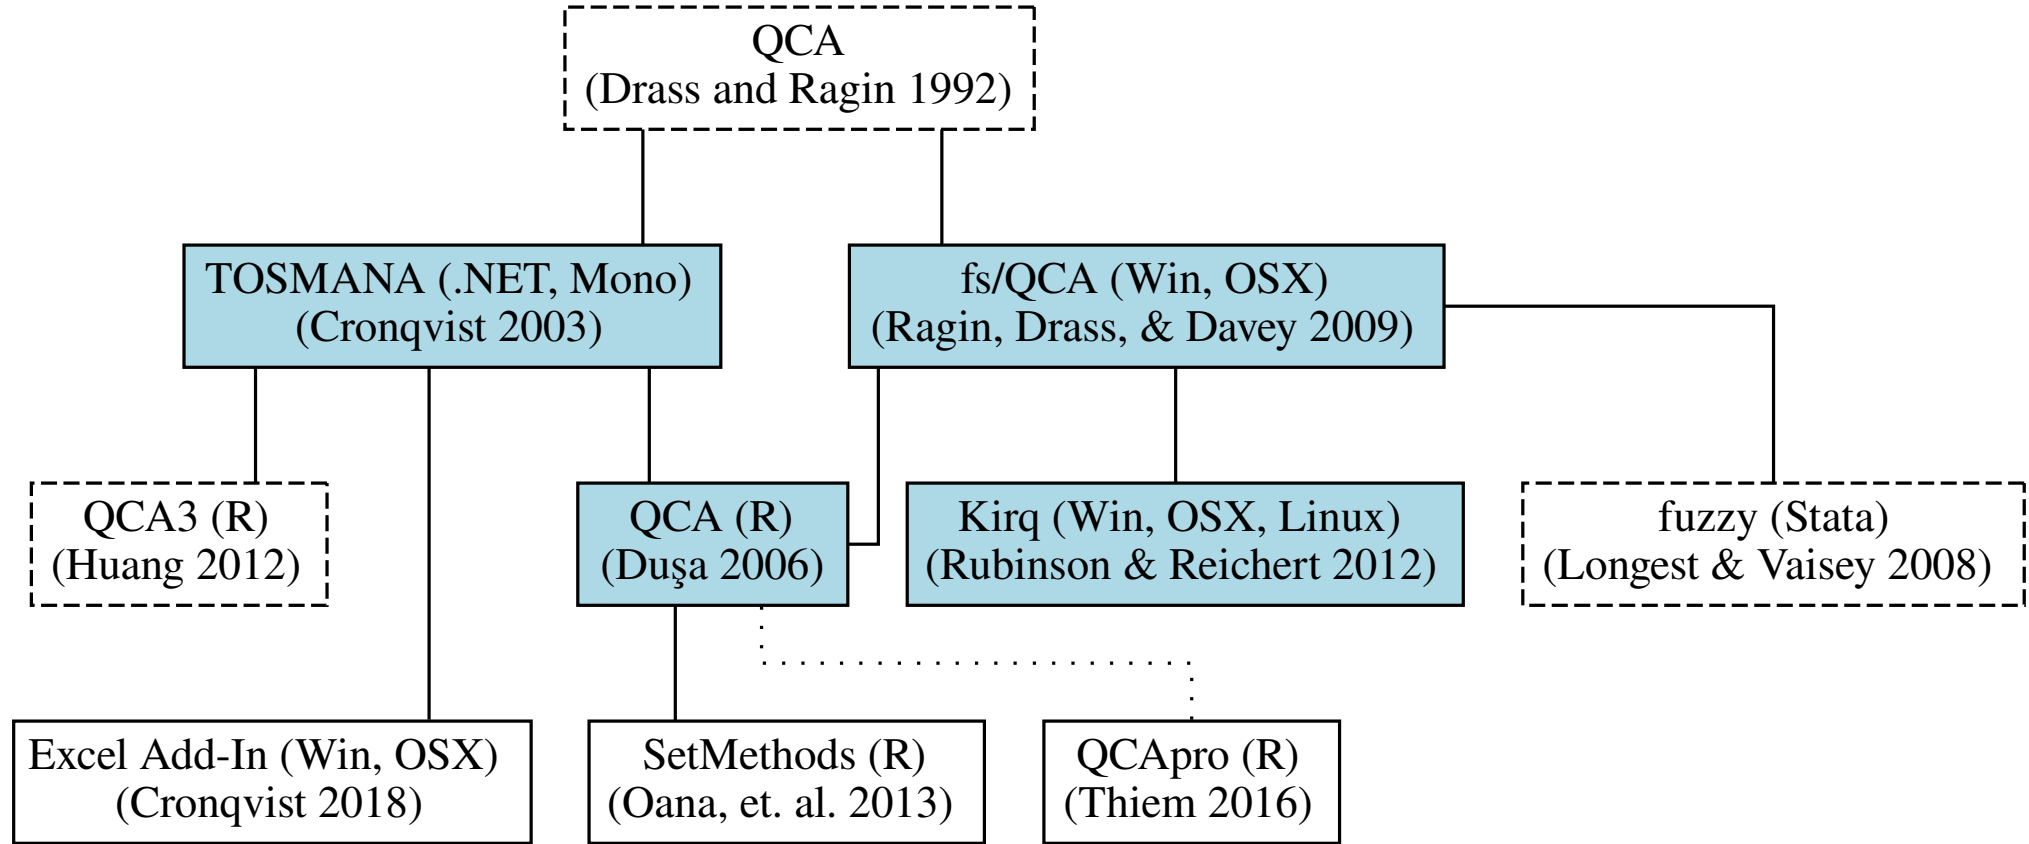 QCA
(Drass and Ragin 1992)
TOSMANA (.NET, Mono)
(Cronqvist 2003)
fs/QCA (Win, OSX)
(Ragin, Drass, & Davey 2009)
QCA3 (R)
(Huang 2012)
QCA (R)
(Duşa 2006)
Kirq (Win, OSX, Linux)
(Rubinson & Reichert 2012)
fuzzy (Stata)
(Longest & Vaisey 2008)
Excel Add-In (Win, OSX)
(Cronqvist 2018)
SetMethods (R)
(Oana, et. al. 2013)
QCApro (R)
(Thiem 2016)